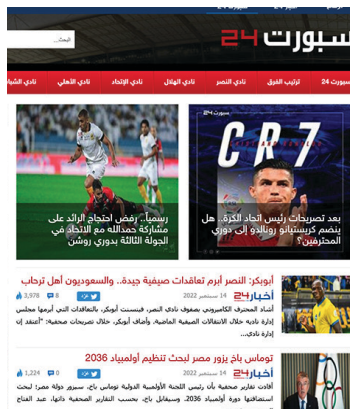 سبورت 24
البحث...
سبورت 24
ترتيب الفرق
نادي النصر
نادي الهلال
نادي الإتحاد
نادي الأهلي
نادي الشباب
سبورت 24
CR7
بعد تصريحات رئيس اتحاد الكرة.. هل
ينضم كريستيانو رونالدو إلى دوري
المحترفين؟
رسمياً.. رفض احتجاج الرائد على
مشاركة حمدالله مع الاتحاد في
الجولة الثالثة بدوري روشن
أبوبكر: النصر أبرم تعاقدات صيفية جيدة.. والسعوديون أهل ترحاب
أخبار24
14 سبتمبر 2022
8
3,978
أشاد المحترف الكاميروني بصفوف نادي النصر، فينسنت أبوبكر، بالتعاقدات التي أبرمها مجلس
إدارة ناديه خلال الانتقالات الصيفية الماضية. وأضاف أبوبكر، خلال تصريحات صحفية: "أعتقد إن
إدارة نادي...
توماس باخ يزور مصر لبحث تنظيم أولمبياد 2036
أخبار24
14 سبتمبر 2022
0
1,224
أفادت تقارير صحفية بأن رئيس اللجنة الأولمبية الدولية توماس باخ، سيزور دولة مصر؛ لبحث
استضافتها دورة أولمبياد 2036. وسيقابل باخ، بحسب التقارير الصحفية ذاتها، عبد الفتاح